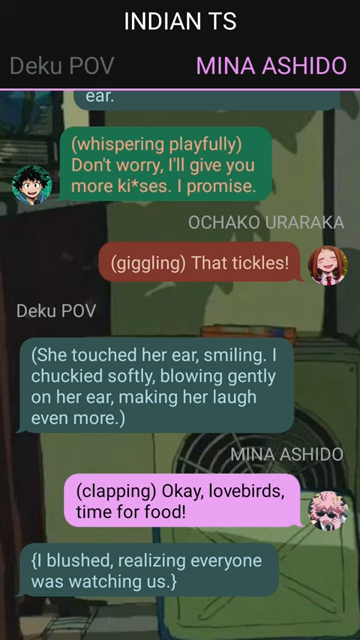 INDIAN TS
Deku POV
MINA ASHIDO
ear.
(whispering playfully)
Don't worry, I'll give you
more ki*ses. I promise.
OCHAKO URARAKA
(giggling) That tickles!
Deku POV
(She touched her ear, smiling. I
chuckied softly, blowing gently
on her ear, making her laugh
even more.)
MINA ASHIDO
(clapping) Okay, lovebirds,
time for food!
{I blushed, realizing everyone
was watching us.}